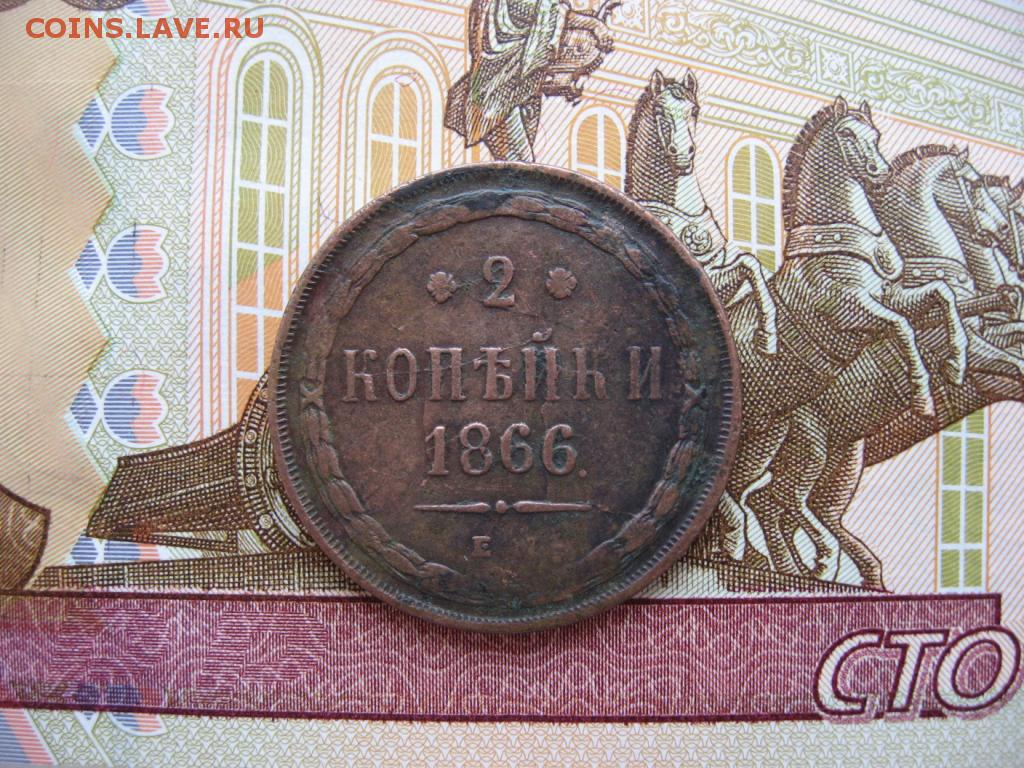 COINS.LAVE.RU
2
КОПѢЙКИ
1866.
Е
СТО